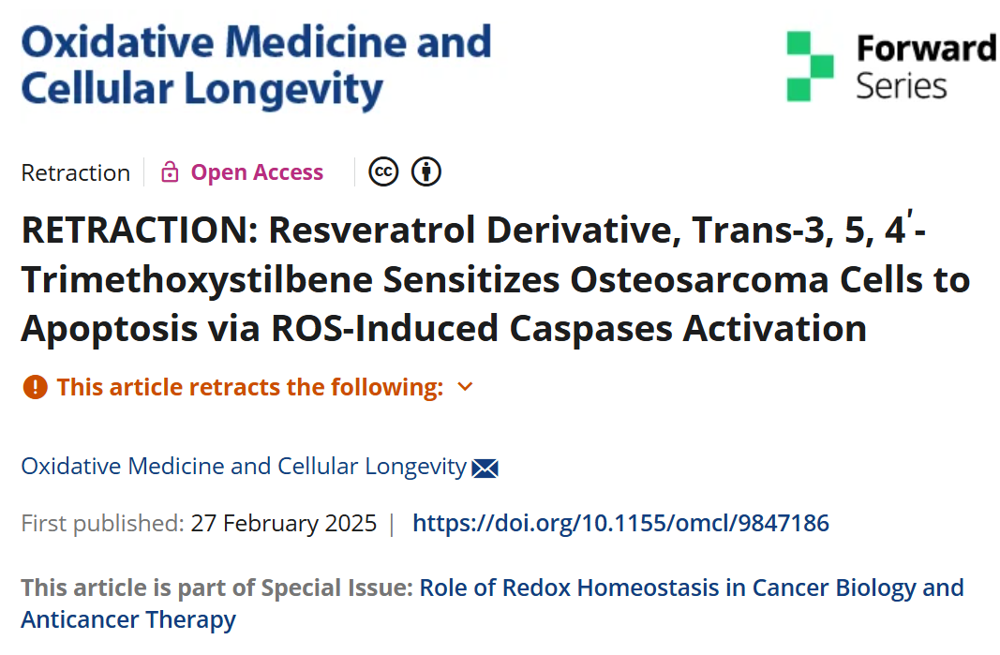 Oxidative Medicine and
Cellular Longevity
Forward
Series
Retraction
Open Access
cc
RETRACTION: Resveratrol Derivative, Trans-3, 5, 4′-
Trimethoxystilbene Sensitizes Osteosarcoma Cells to
Apoptosis via ROS-Induced Caspases Activation
This article retracts the following:
Oxidative Medicine and Cellular Longevity
First published: 27 February 2025 | https://doi.org/10.1155/omcl/9847186
This article is part of Special Issue: Role of Redox Homeostasis in Cancer Biology and
Anticancer Therapy